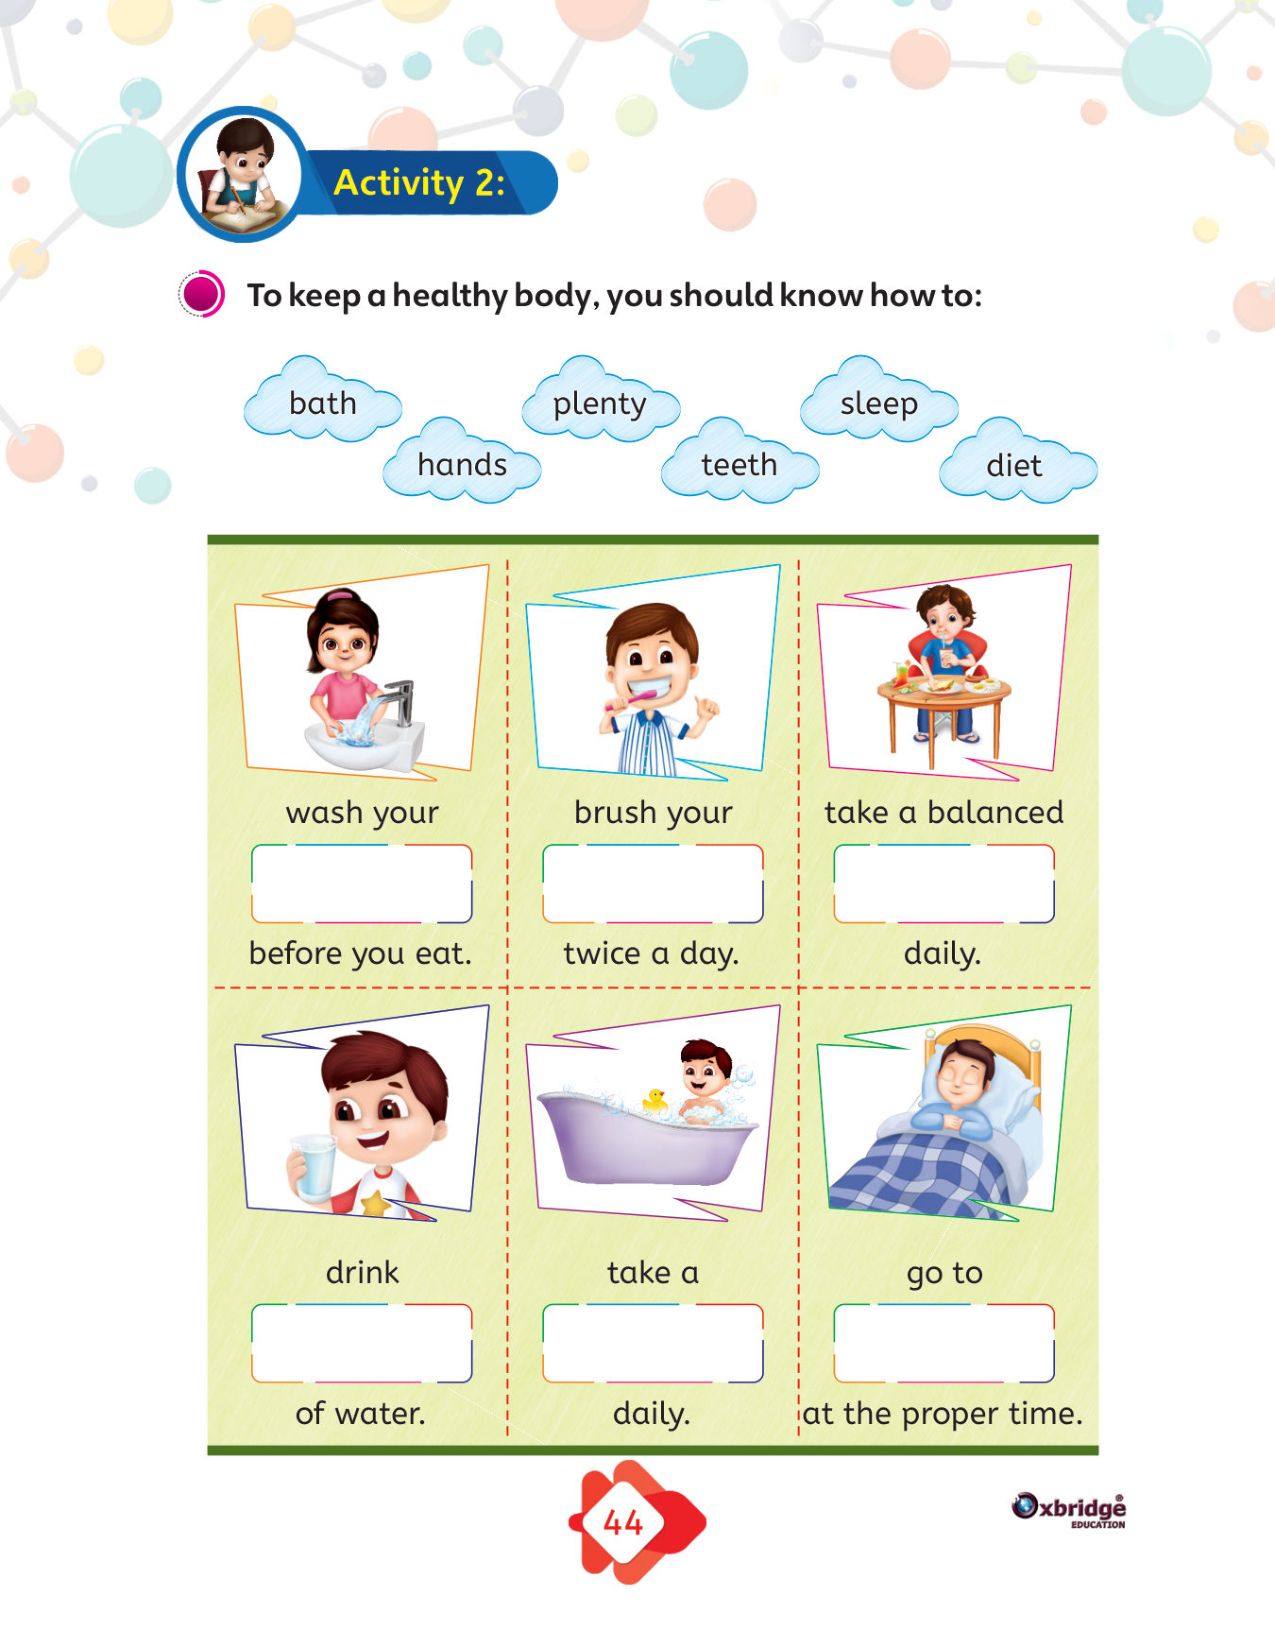 Activity 2:
To keep a healthy body, you should know how to:
bath
plenty
sleep
hands
teeth
diet
wash your
before you eat.
brush your
twice a day.
take a balanced
daily.
drink
of water.
take a
daily.
go to
at the proper time.
44
Oxbridge®
EDUCATION